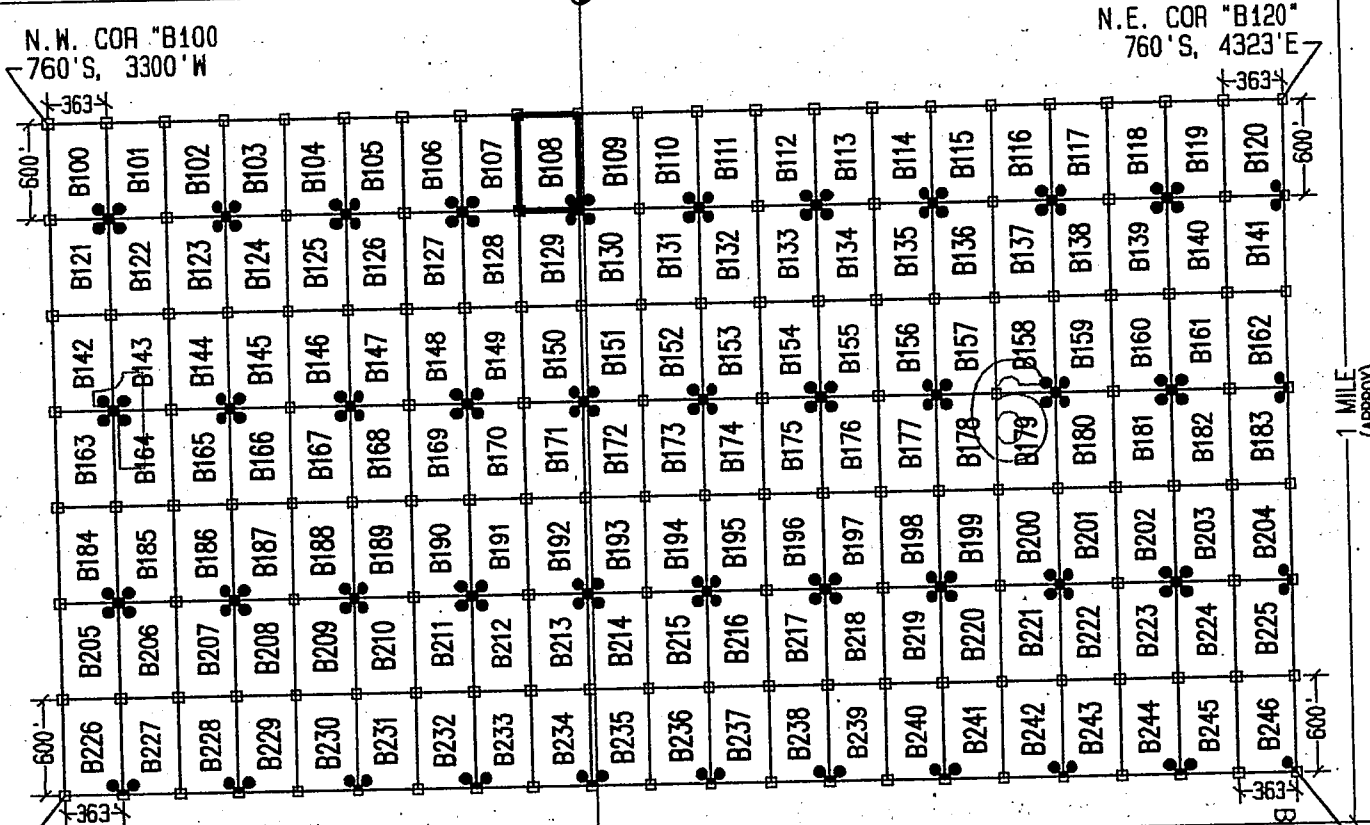 N.W. COR "B100
760'S, 3300'W
N.E. COR "B120"
760'S, 4323'E
363
363
600'
B100 B101 B102 B103 B104 B105 B106 B107 B108 B109 B110 B111 B112 B113 B114 B115 B116 B117 B118 B119 B120
600'
B121 B122 B123 B124 B125 B126 B127 B128 B129 B130 B131 B132 B133 B134 B135 B136 B137 B138 B139 B140 B141
B142 B143 B144 B145 B146 B147 B148 B149 B150 B151 B152 B153 B154 B155 B156 B157 B158 B159 B160 B161 B162
1 MILE
(APPROX)
B163 B164 B165 B166 B167 B168 B169 B170 B171 B172 B173 B174 B175 B176 B177 B178 B179 B180 B181 B182 B183
B184 B185 B186 B187 B188 B189 B190 B191 B192 B193 B194 B195 B196 B197 B198 B199 B200 B201 B202 B203 B204
B205 B206 B207 B208 B209 B210 B211 B212 B213 B214 B215 B216 B217 B218 B219 B220 B221 B222 B223 B224 B225
600'
B226 B227 B228 B229 B230 B231 B232 B233 B234 B235 B236 B237 B238 B239 B240 B241 B242 B243 B244 B245 B246
600'
363
363
B